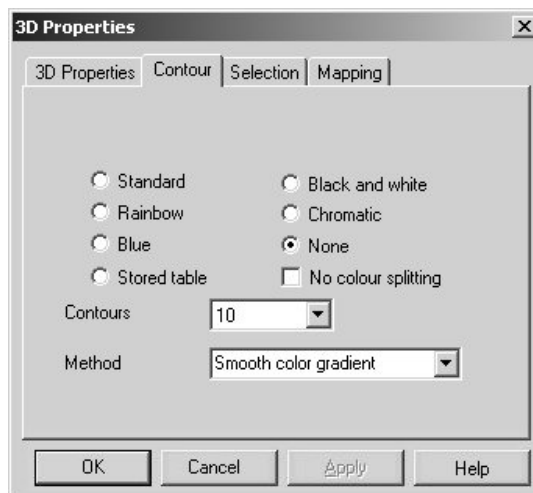 3D Properties
3D Properties Contour Selection Mapping
Standard Black and white
Rainbow Chromatic
Blue None
Stored table No colour splitting
Contours 10
Method Smooth color gradient
OK Cancel Apply Help